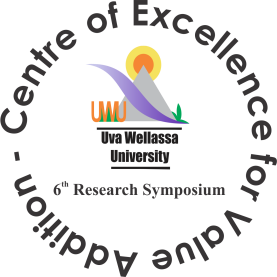 Centre of Excellence for Value Addition -
UWU
Uva Wellassa
University
6th Research Symposium